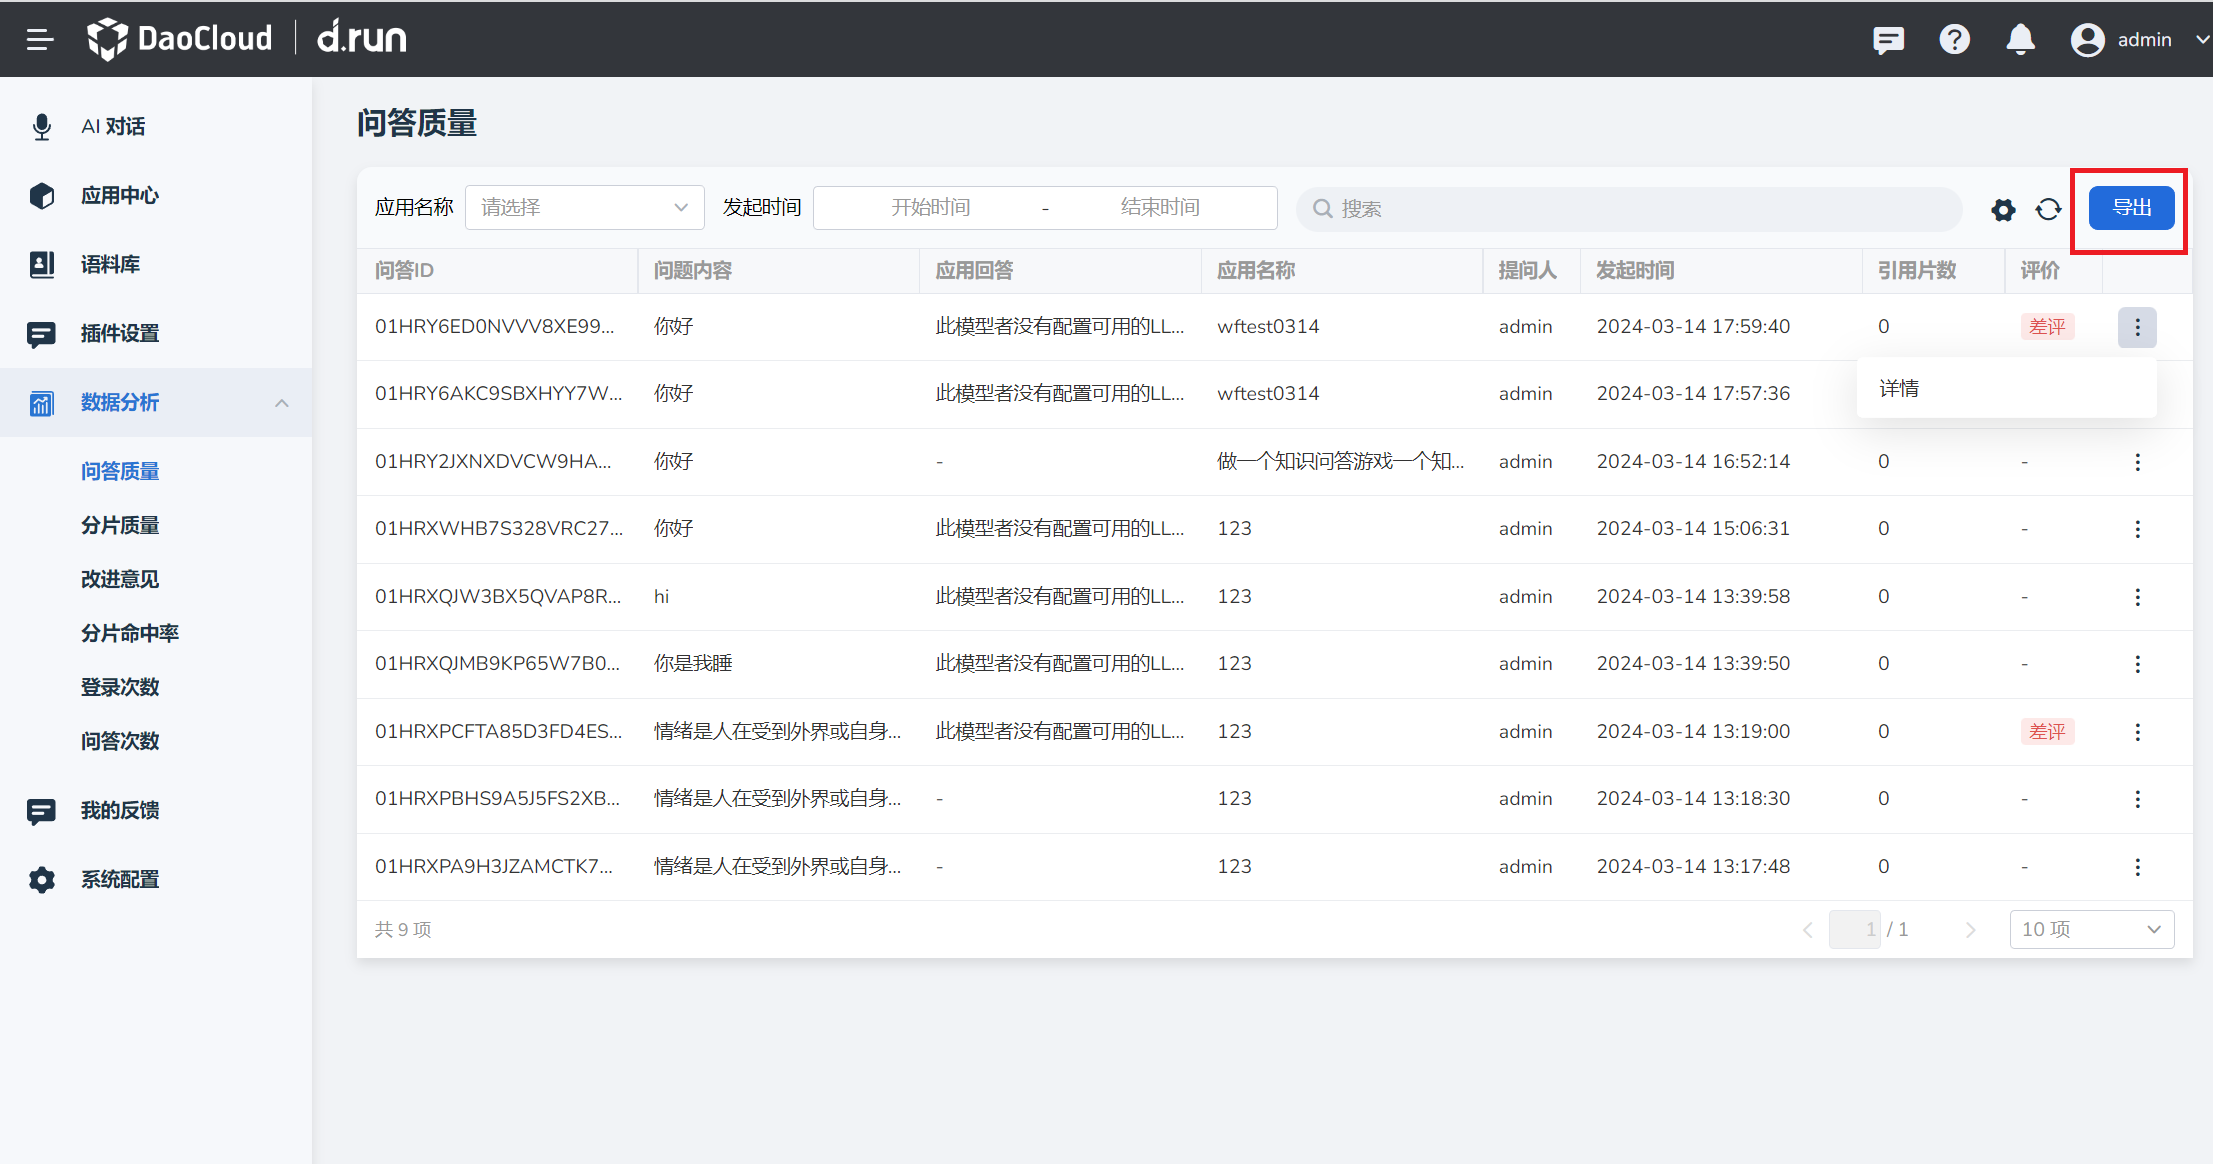 DaoCloud d.run admin
AI 对话
应用中心
语料库
插件设置
数据分析
问答质量
分片质量
改进意见
分片命中率
登录次数
问答次数
我的反馈
系统配置
问答质量
应用名称 请选择 发起时间 开始时间 - 结束时间 搜索 导出
问答ID 问题内容 应用回答 应用名称 提问人 发起时间 引用片数 评价
01HRY6ED0NVVV8XE99... 你好 此模型者没有配置可用的LL... wftest0314 admin 2024-03-14 17:59:40 0 差评
01HRY6AKC9SBXHYY7W... 你好 此模型者没有配置可用的LL... wftest0314 admin 2024-03-14 17:57:36
详情
01HRY2JXNXDVCW9HA... 你好 - 做一个知识问答游戏一个知... admin 2024-03-14 16:52:14 0 -
01HRXWHB7S328VRC27... 你好 此模型者没有配置可用的LL... 123 admin 2024-03-14 15:06:31 0 -
01HRXQJW3BX5QVAP8R... hi 此模型者没有配置可用的LL... 123 admin 2024-03-14 13:39:58 0 -
01HRXQJMB9KP65W7B0... 你是我睡 此模型者没有配置可用的LL... 123 admin 2024-03-14 13:39:50 0 -
01HRXPCFTA85D3FD4ES... 情绪是人在受到外界或自身... 此模型者没有配置可用的LL... 123 admin 2024-03-14 13:19:00 0 差评
01HRXPBHS9A5J5FS2XB... 情绪是人在受到外界或自身... - 123 admin 2024-03-14 13:18:30 0 -
01HRXPA9H3JZAMCTK7... 情绪是人在受到外界或自身... - 123 admin 2024-03-14 13:17:48 0 -
共 9 项 1 / 1 10 项